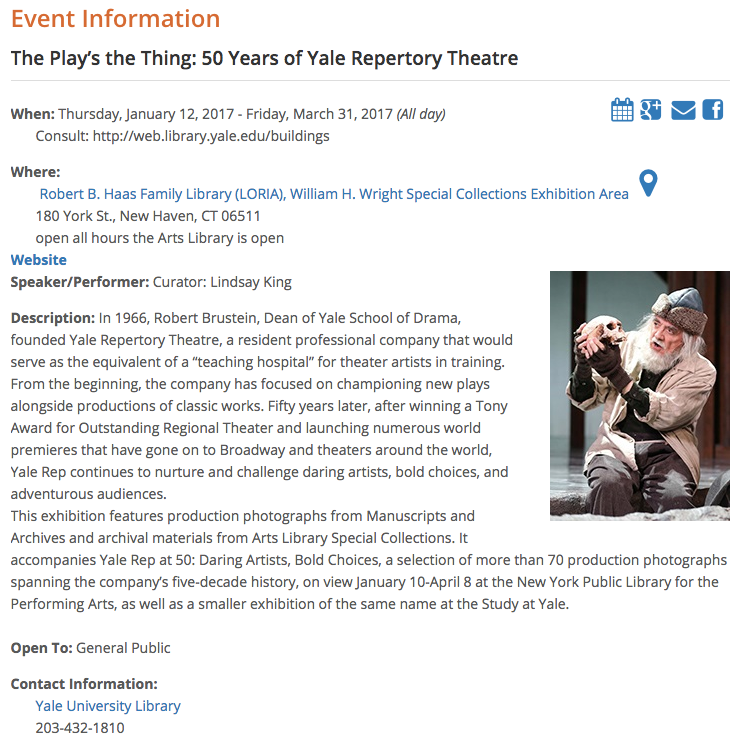 Event Information
The Play’s the Thing: 50 Years of Yale Repertory Theatre
When: Thursday, January 12, 2017 - Friday, March 31, 2017 (All day)
Consult: http://web.library.yale.edu/buildings
Where:
Robert B. Haas Family Library (LORIA), William H. Wright Special Collections Exhibition Area
180 York St., New Haven, CT 06511
open all hours the Arts Library is open
Website
Speaker/Performer: Curator: Lindsay King
Description: In 1966, Robert Brustein, Dean of Yale School of Drama,
founded Yale Repertory Theatre, a resident professional company that would
serve as the equivalent of a “teaching hospital” for theater artists in training.
From the beginning, the company has focused on championing new plays
alongside productions of classic works. Fifty years later, after winning a Tony
Award for Outstanding Regional Theater and launching numerous world
premieres that have gone on to Broadway and theaters around the world,
Yale Rep continues to nurture and challenge daring artists, bold choices, and
adventurous audiences.
This exhibition features production photographs from Manuscripts and
Archives and archival materials from Arts Library Special Collections. It
accompanies Yale Rep at 50: Daring Artists, Bold Choices, a selection of more than 70 production photographs
spanning the company’s five-decade history, on view January 10-April 8 at the New York Public Library for the
Performing Arts, as well as a smaller exhibition of the same name at the Study at Yale.
Open To: General Public
Contact Information:
Yale University Library
203-432-1810